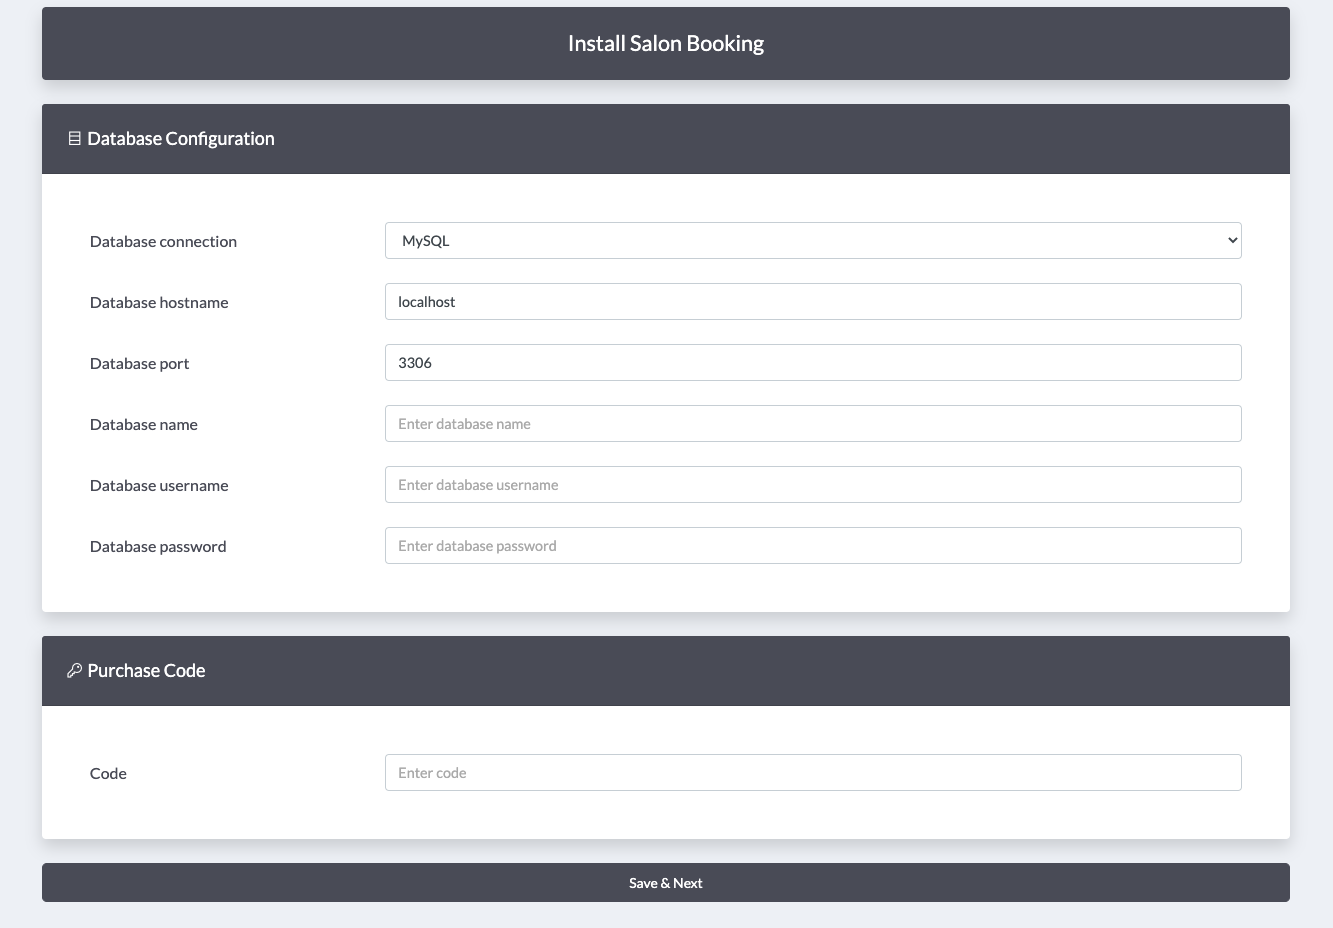 Install Salon Booking
Database Configuration
Database connection MySQL
Database hostname localhost
Database port 3306
Database name Enter database name
Database username Enter database username
Database password Enter database password
Purchase Code
Code Enter code
Save & Next